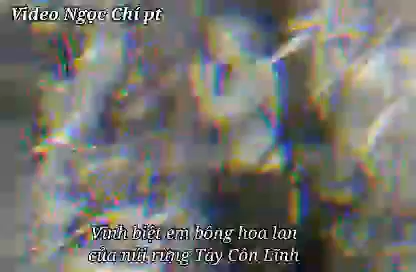 Video Ngọc Chí pt
Vĩnh biệt em bông hoa lan
của núi rừng Tây Côn Lĩnh